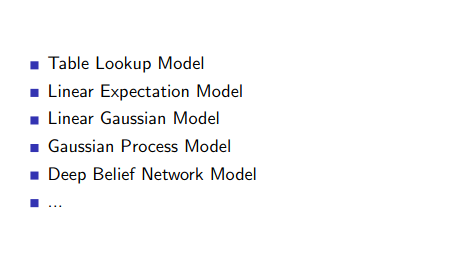 Table Lookup Model
Linear Expectation Model
Linear Gaussian Model
Gaussian Process Model
Deep Belief Network Model
...